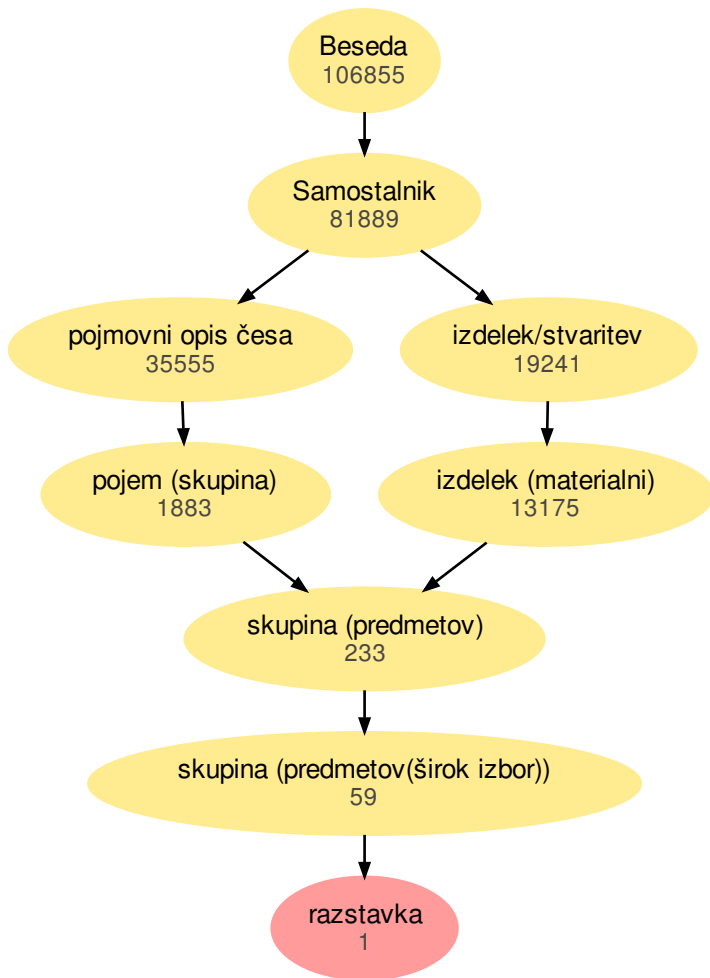 Beseda
106855
Samostalnik
81889
pojmovni opis česa
35555
izdelek/stvaritev
19241
pojem (skupina)
1883
izdelek (materialni)
13175
skupina (predmetov)
233
skupina (predmetov(širok izbor))
59
razstavka
1